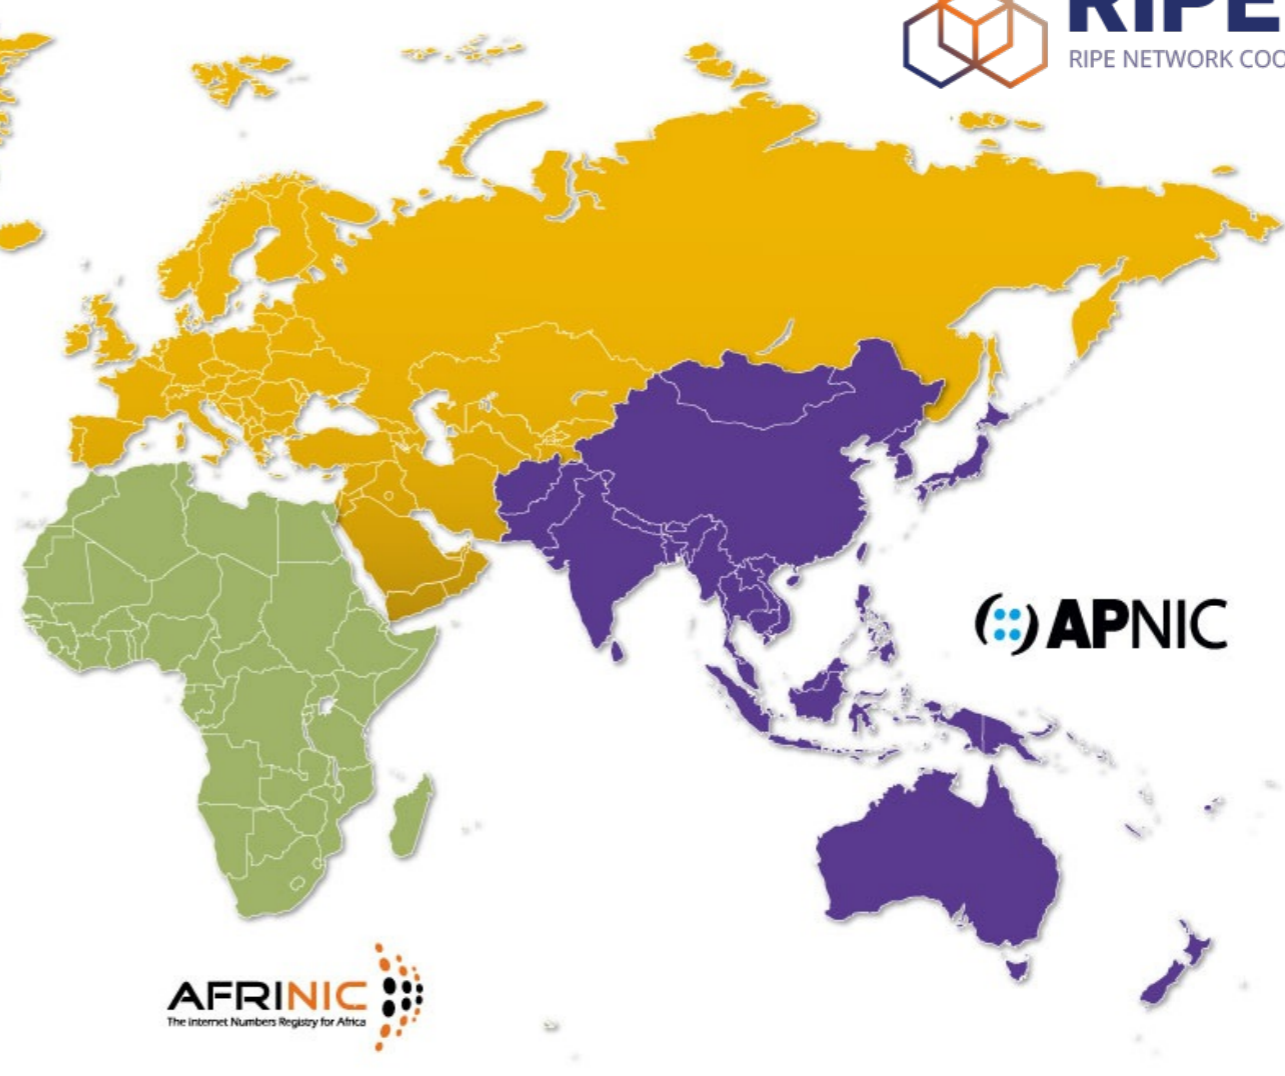 RIPE
RIPE NETWORK COO
APNIC
AFRINIC
The Internet Numbers Registry for Africa